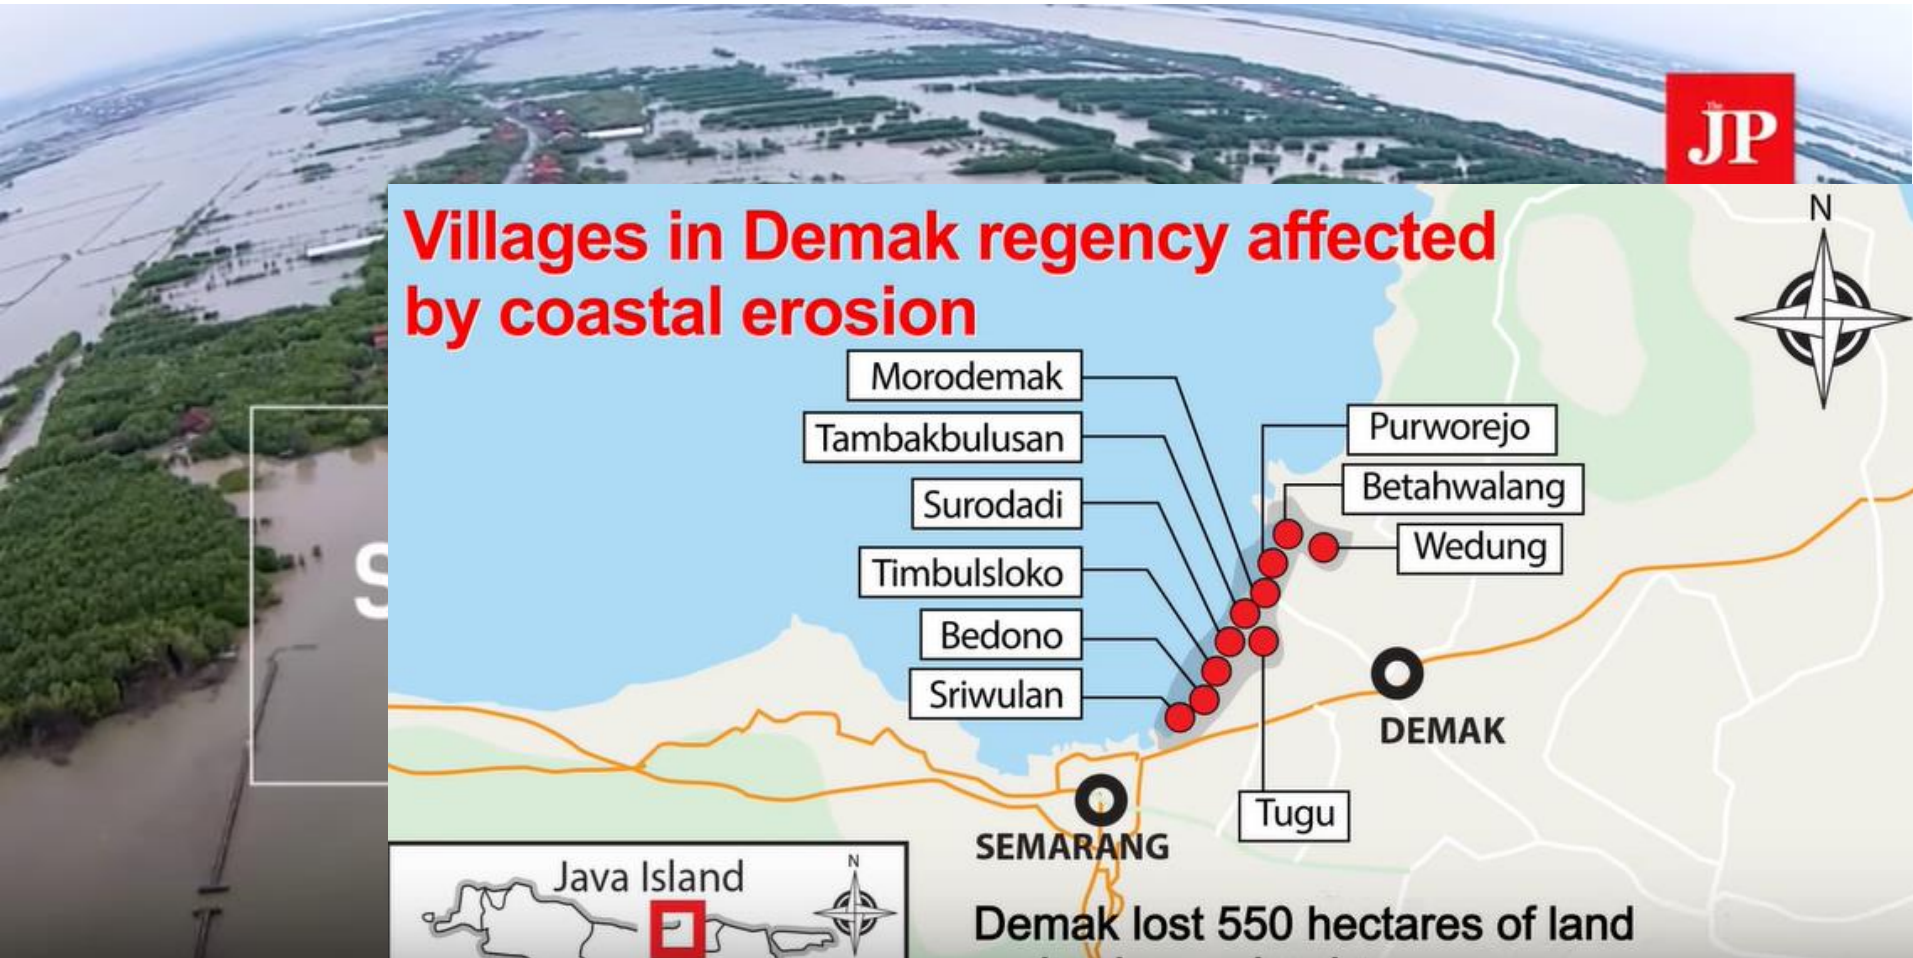 The
JP
Villages in Demak regency affected
by coastal erosion
N
Morodemak
Tambakbulusan
Surodadi
Timbulsloko
Bedono
Sriwulan
Purworejo
Betahwalang
Wedung
DEMAK
Tugu
SEMARANG
Java Island
N
Demak lost 550 hectares of land
S